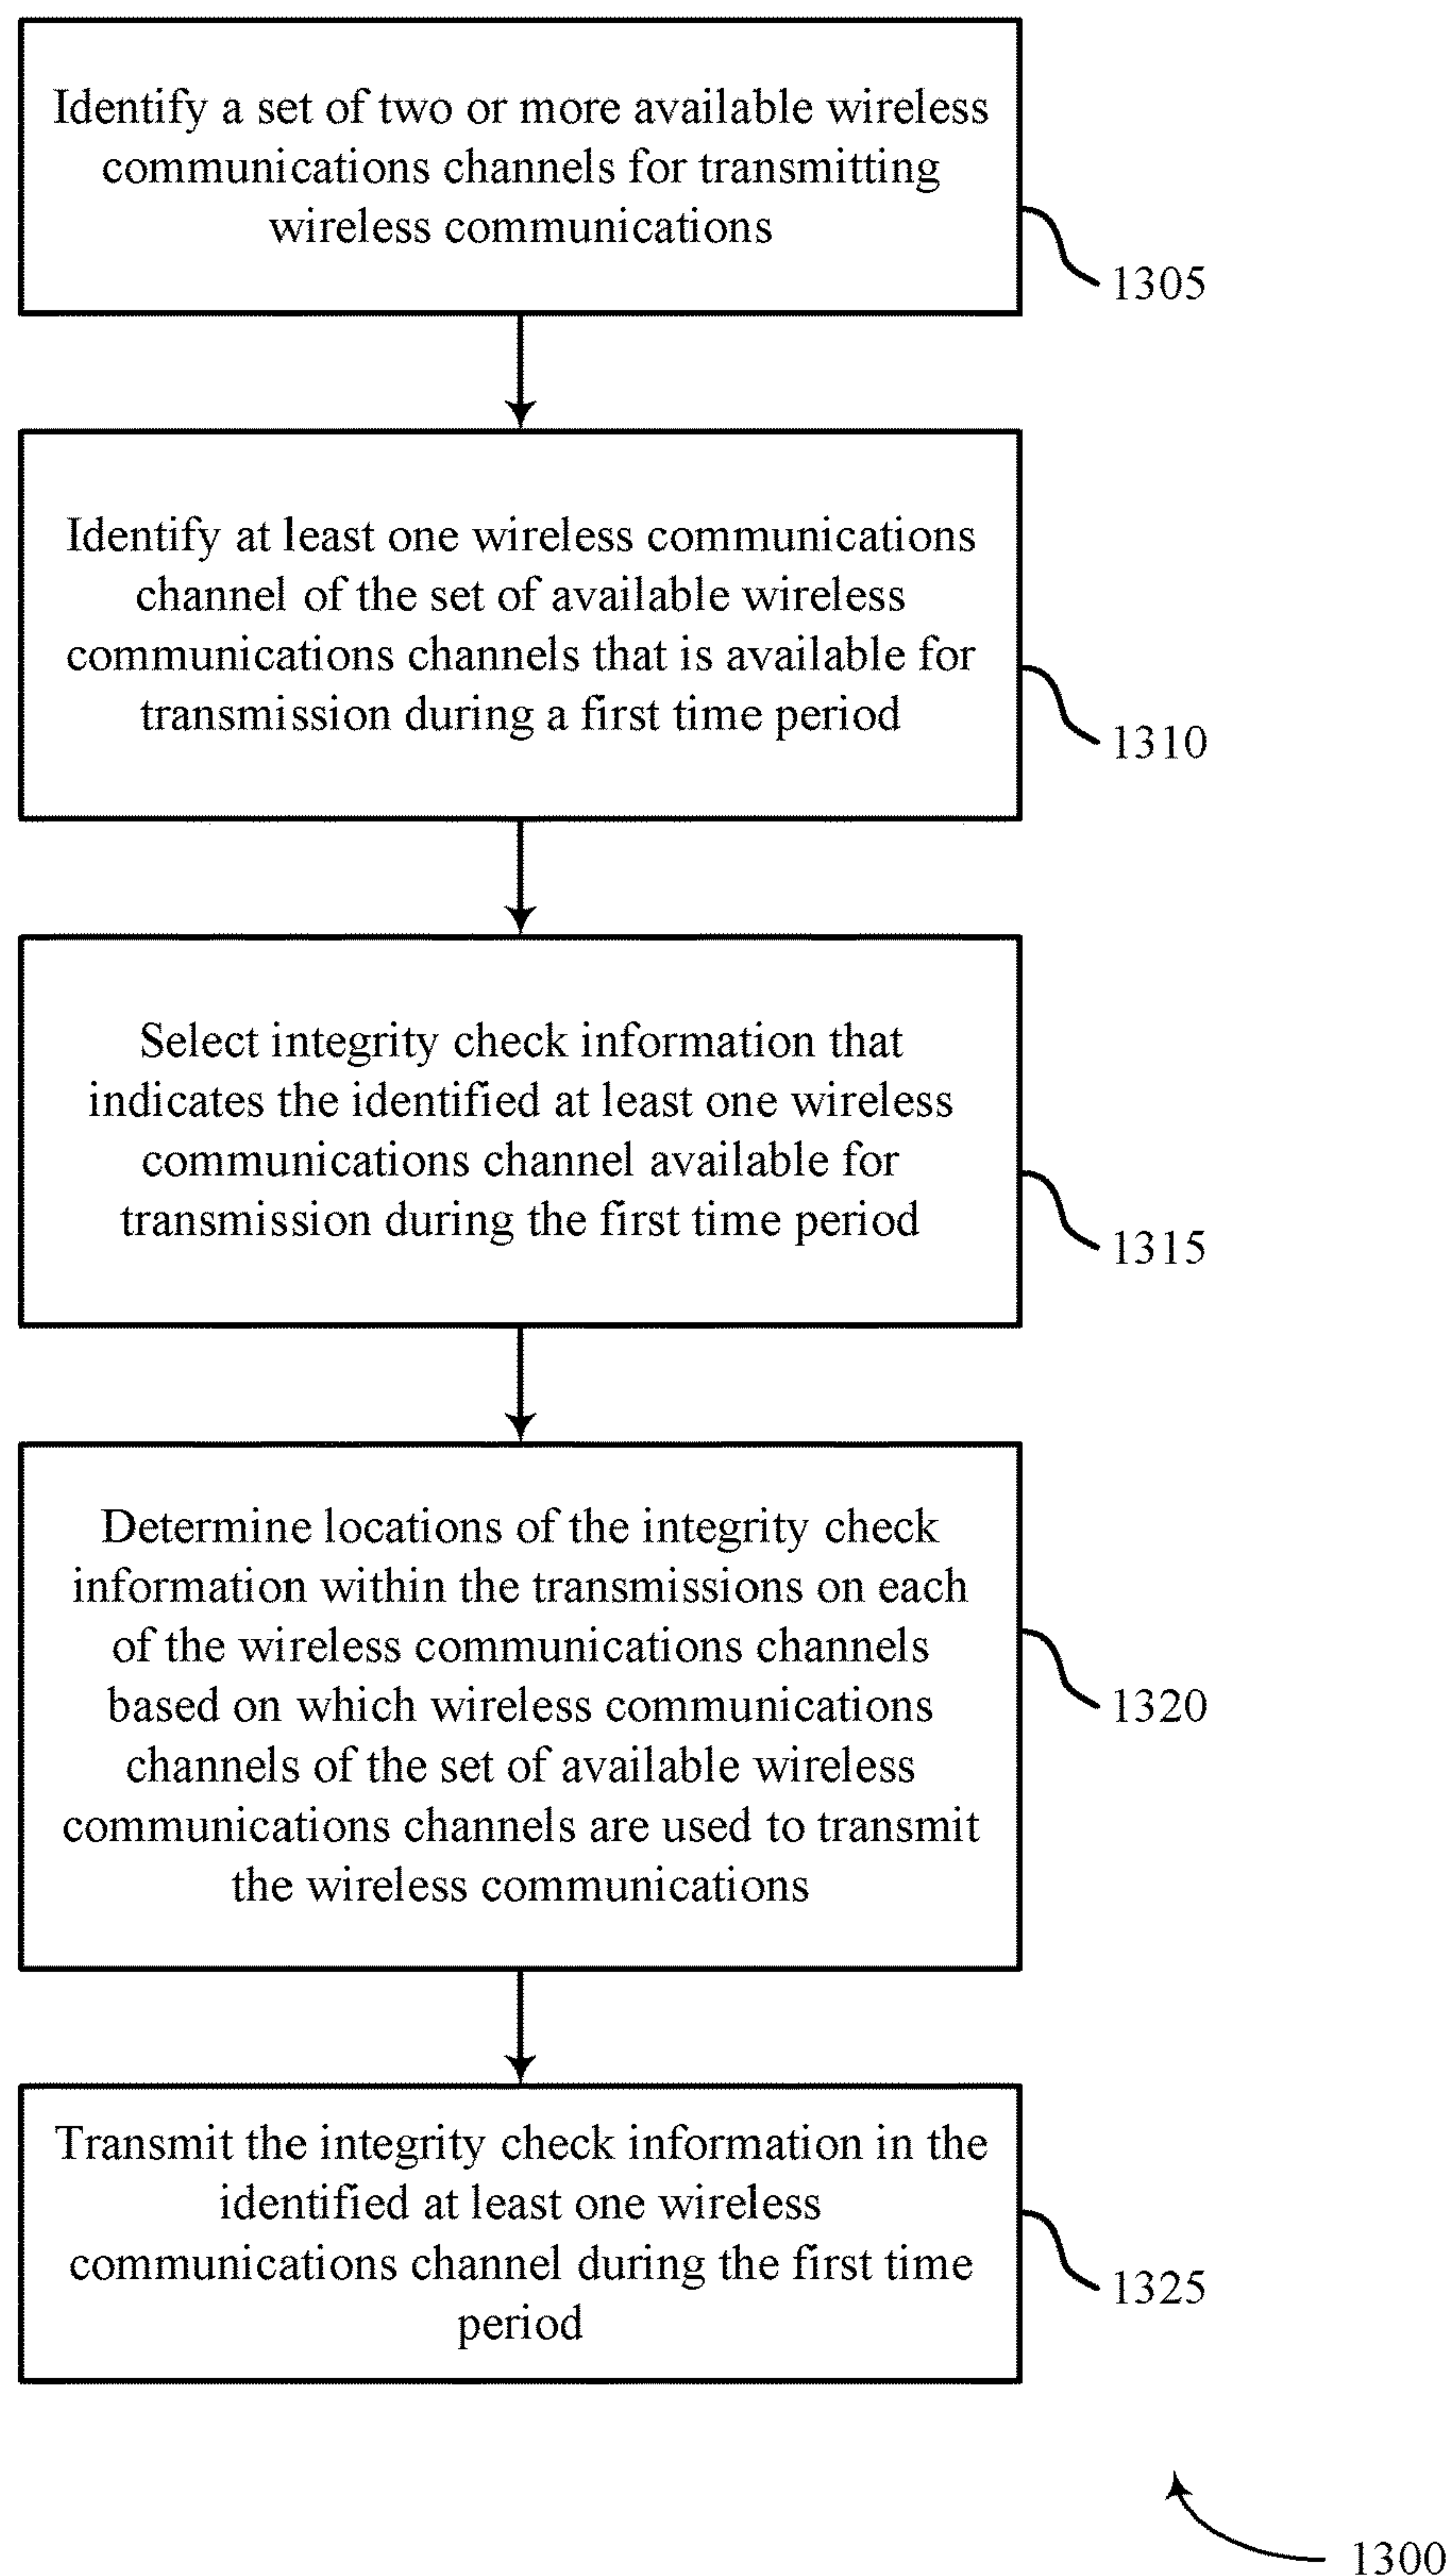 Identify a set of two or more available wireless
communications channels for transmitting
wireless communications
1305
Identify at least one wireless communications
channel of the set of available wireless
communications channels that is available for
transmission during a first time period
1310
Select integrity check information that
indicates the identified at least one wireless
communications channel available for
transmission during the first time period
1315
Determine locations of the integrity check
information within the transmissions on each
of the wireless communications channels
based on which wireless communications
channels of the set of available wireless
communications channels are used to transmit
the wireless communications
1320
Transmit the integrity check information in the
identified at least one wireless
communications channel during the first time
period
1325
1300